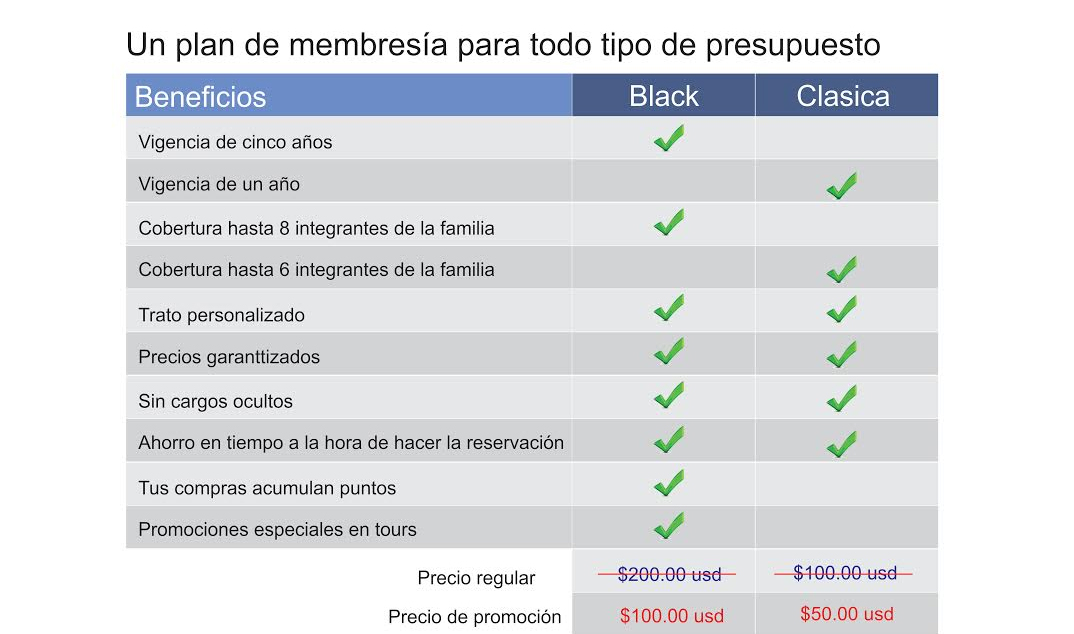 Un plan de membresía para todo tipo de presupuesto
Beneficios Black Clasica
Vigencia de cinco años
Vigencia de un año
Cobertura hasta 8 integrantes de la familia
Cobertura hasta 6 integrantes de la familia
Trato personalizado
Precios garanttizados
Sin cargos ocultos
Ahorro en tiempo a la hora de hacer la reservación
Tus compras acumulan puntos
Promociones especiales en tours
Precio regular $200.00 usd $100.00 usd
Precio de promoción $100.00 usd $50.00 usd